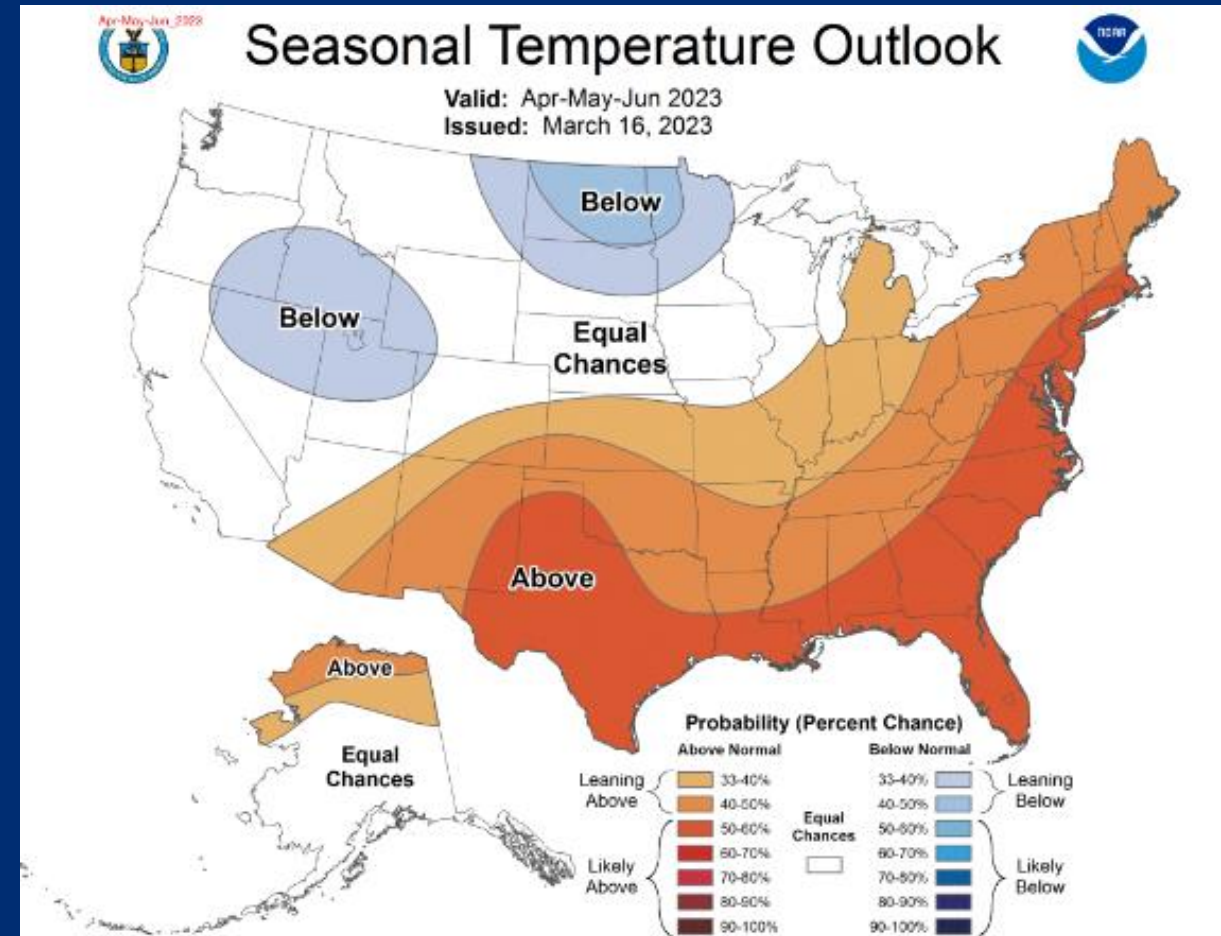 Apr-May-Jun_2023
Seasonal Temperature Outlook
NOAA
Valid: Apr-May-Jun 2023
Issued: March 16, 2023
Below
Below
Equal
Chances
Above
Above
Equal
Chances
Probability (Percent Chance)
Above Normal
Below Normal
Leaning
Above
33-40%
40-50%
Likely
Above
50-60%
60-70%
70-80%
80-90%
90-100%
Equal
Chances
33-40%
40-50%
Leaning
Below
50-60%
60-70%
70-80%
80-90%
90-100%
Likely
Below